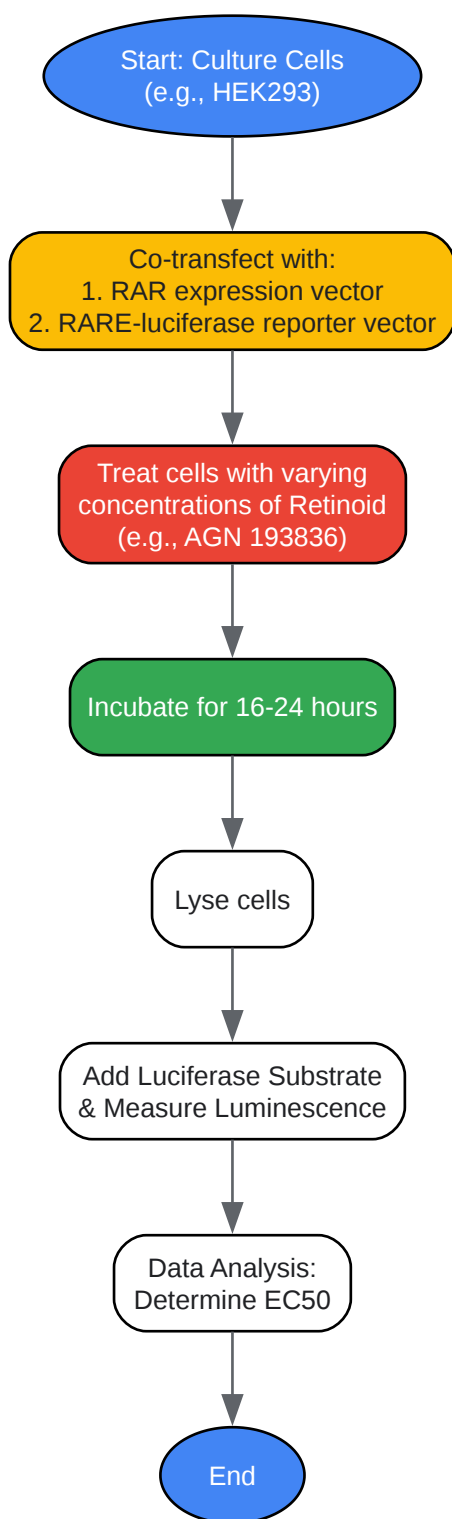 Start: Culture Cells
(e.g., HEK293)
Co-transfect with:
1. RAR expression vector
2. RARE-luciferase reporter vector
Treat cells with varying
concentrations of Retinoid
(e.g., AGN 193836)
Incubate for 16-24 hours
Lyse cells
Add Luciferase Substrate
& Measure Luminescence
Data Analysis:
Determine EC50
End